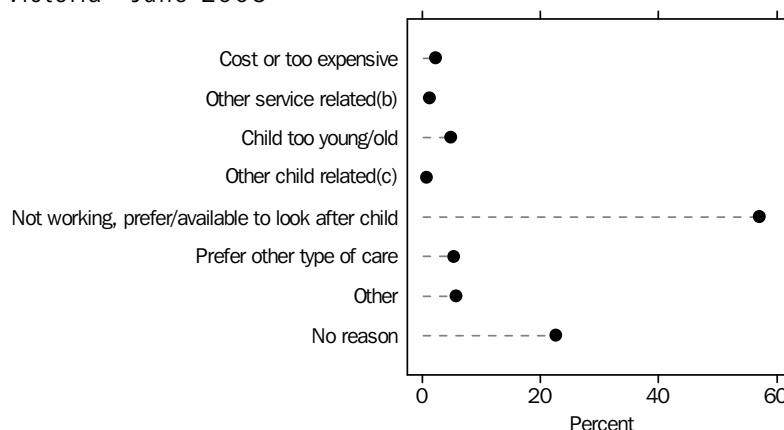 Cost or too expensive
Other service related(b)
Child too young/old
Other child related(c)
Not working, prefer/available to look after child
Prefer other type of care
Other
No reason
0 20 40 60
Percent